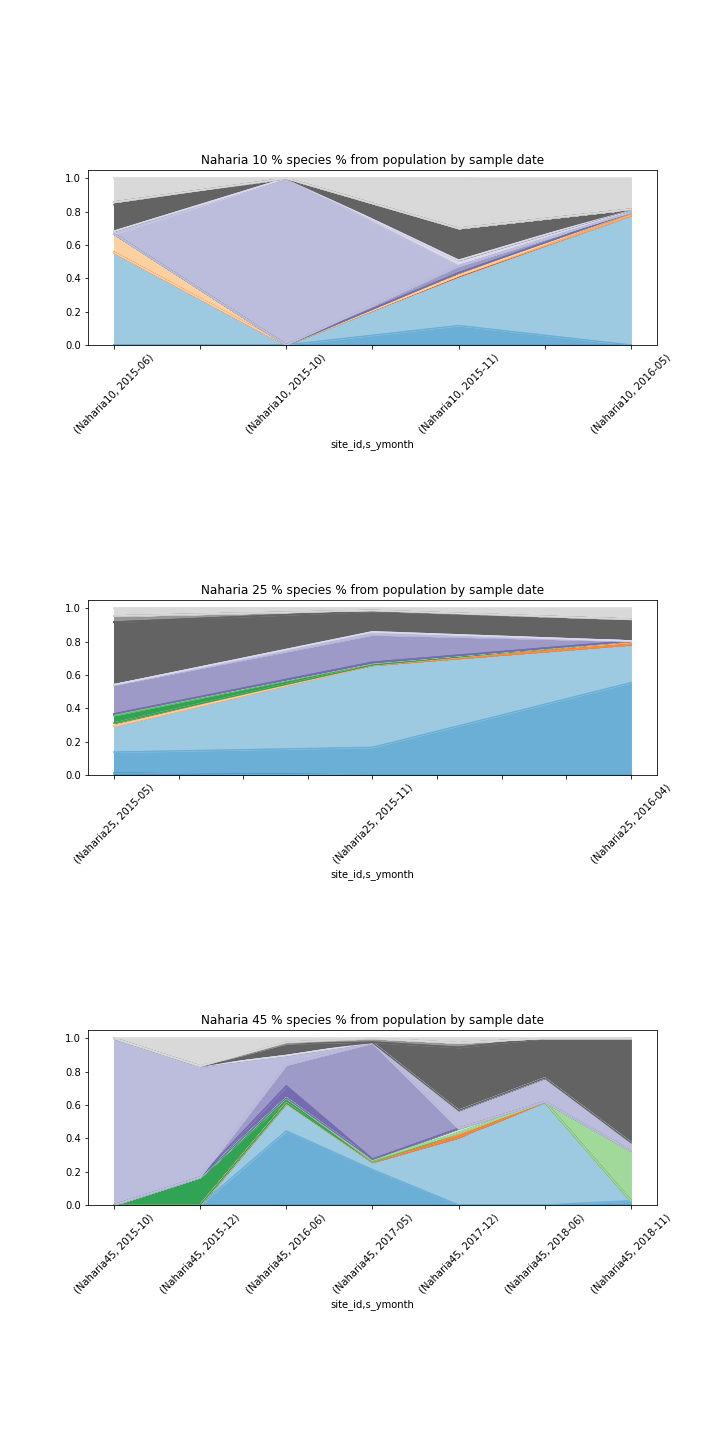 Naharia 10 % species % from population by sample date
1.0
0.8
0.6
0.4
0.2
0.0
(Naharia10, 2015-06)
(Naharia10, 2015-10)
(Naharia10, 2015-11)
(Naharia10, 2016-05)
site_id,s_ymonth
Naharia 25 % species % from population by sample date
1.0
0.8
0.6
0.4
0.2
0.0
(Naharia25, 2015-05)
(Naharia25, 2015-11)
(Naharia25, 2016-04)
site_id,s_ymonth
Naharia 45 % species % from population by sample date
1.0
0.8
0.6
0.4
0.2
0.0
(Naharia45, 2015-10)
(Naharia45, 2015-12)
(Naharia45, 2016-06)
(Naharia45, 2017-05)
(Naharia45, 2017-12)
(Naharia45, 2018-06)
(Naharia45, 2018-11)
site_id,s_ymonth